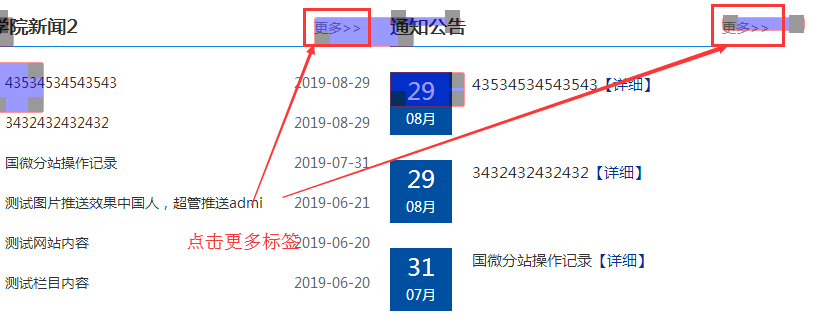 学院新闻2
更多>>
43534534543543
2019-08-29
3432432432432
2019-08-29
国微分站操作记录
2019-07-31
测试图片推送效果中国人，超管推送admi
2019-06-21
测试网站内容
2019-06-20
测试栏目内容
2019-06-20
点击更多标签
通知公告
更多>>
29
08月
43534534543543【详细】
29
08月
3432432432432【详细】
31
07月
国微分站操作记录【详细】